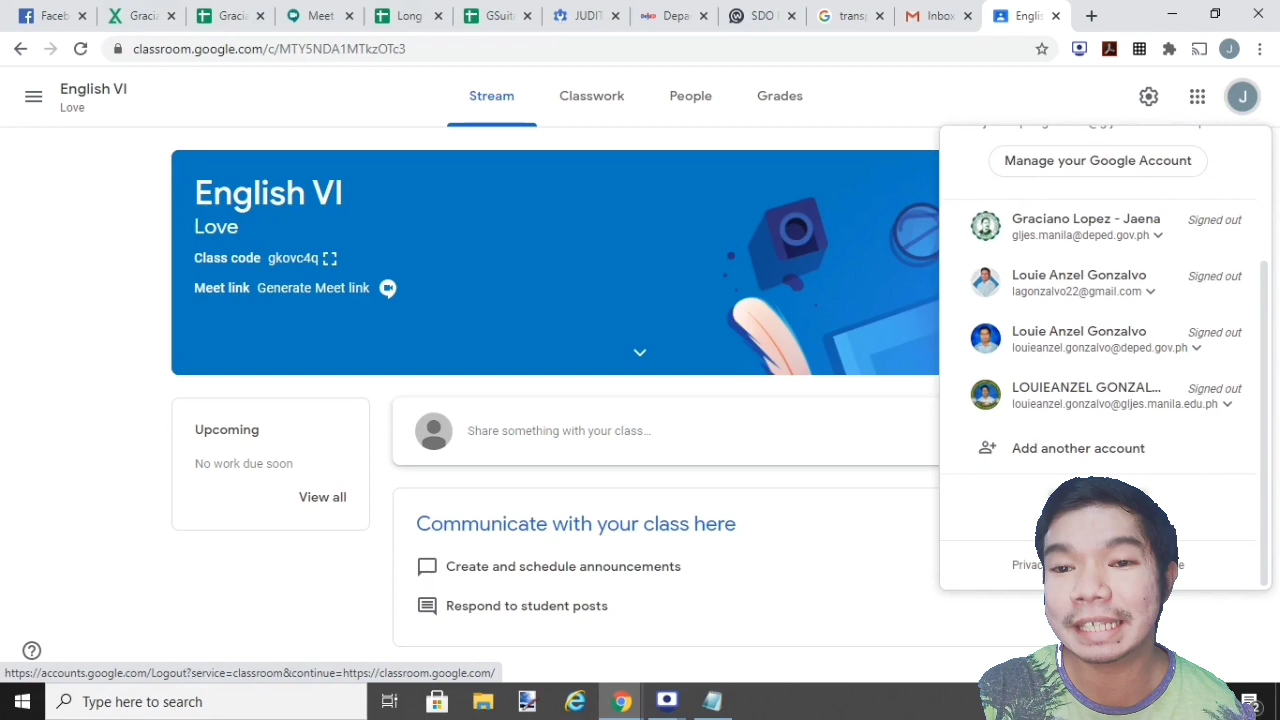 Faceb
Gracia
Gracia
Meet
Long
GSuit
JUDIT
Depa
SDO
transp
Inbox
Englis
classroom.google.com/c/MTY5NDA1MTkzOTc3
J
English VI
Love
Stream
Classwork
People
Grades
J
Manage your Google Account
English VI
Love
Class code gkovc4q
Meet link Generate Meet link
Graciano Lopez - Jaena
Signed out
gljes.manila@deped.gov.ph
Louie Anzel Gonzalvo
Signed out
lagonzalvo22@gmail.com
Louie Anzel Gonzalvo
Signed out
louieanzel.gonzalvo@deped.gov.ph
LOUIEANZEL GONZAL...
Signed out
louieanzel.gonzalvo@gljes.manila.edu.ph
Add another account
Upcoming
No work due soon
View all
Share something with your class...
Communicate with your class here
Create and schedule announcements
Respond to student posts
https://accounts.google.com/Logout?service=classroom&continue=https://classroom.google.com/
Type here to search
2